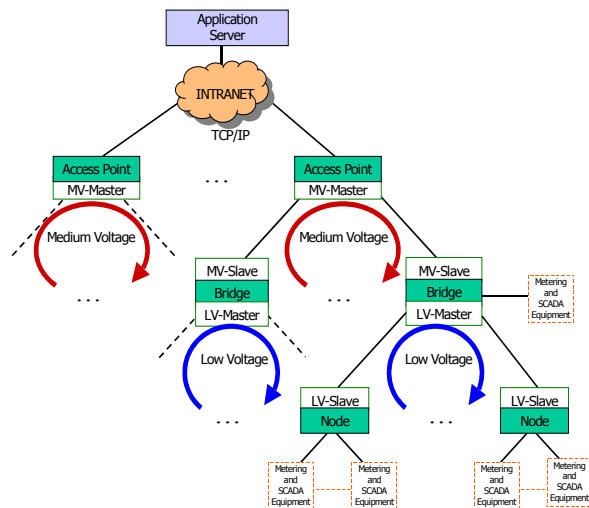 Application
Server
INTRANET
TCP/IP
Access Point
MV-Master
. . .
Access Point
MV-Master
Medium Voltage
. . .
Medium Voltage
. . .
MV-Slave
Bridge
LV-Master
MV-Slave
Bridge
LV-Master
Metering
and
SCADA
Equipment
Low Voltage
. . .
Low Voltage
. . .
LV-Slave
Node
LV-Slave
Node
Metering
and
SCADA
Equipment
Metering
and
SCADA
Equipment
Metering
and
SCADA
Equipment
Metering
and
SCADA
Equipment